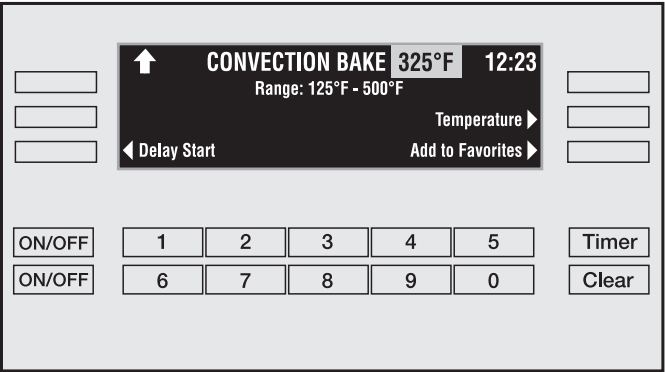 CONVECTION BAKE 325°F 12:23
Range: 125°F - 500°F
Temperature
Delay Start Add to Favorites
ON/OFF 1 2 3 4 5 Timer
ON/OFF 6 7 8 9 0 Clear